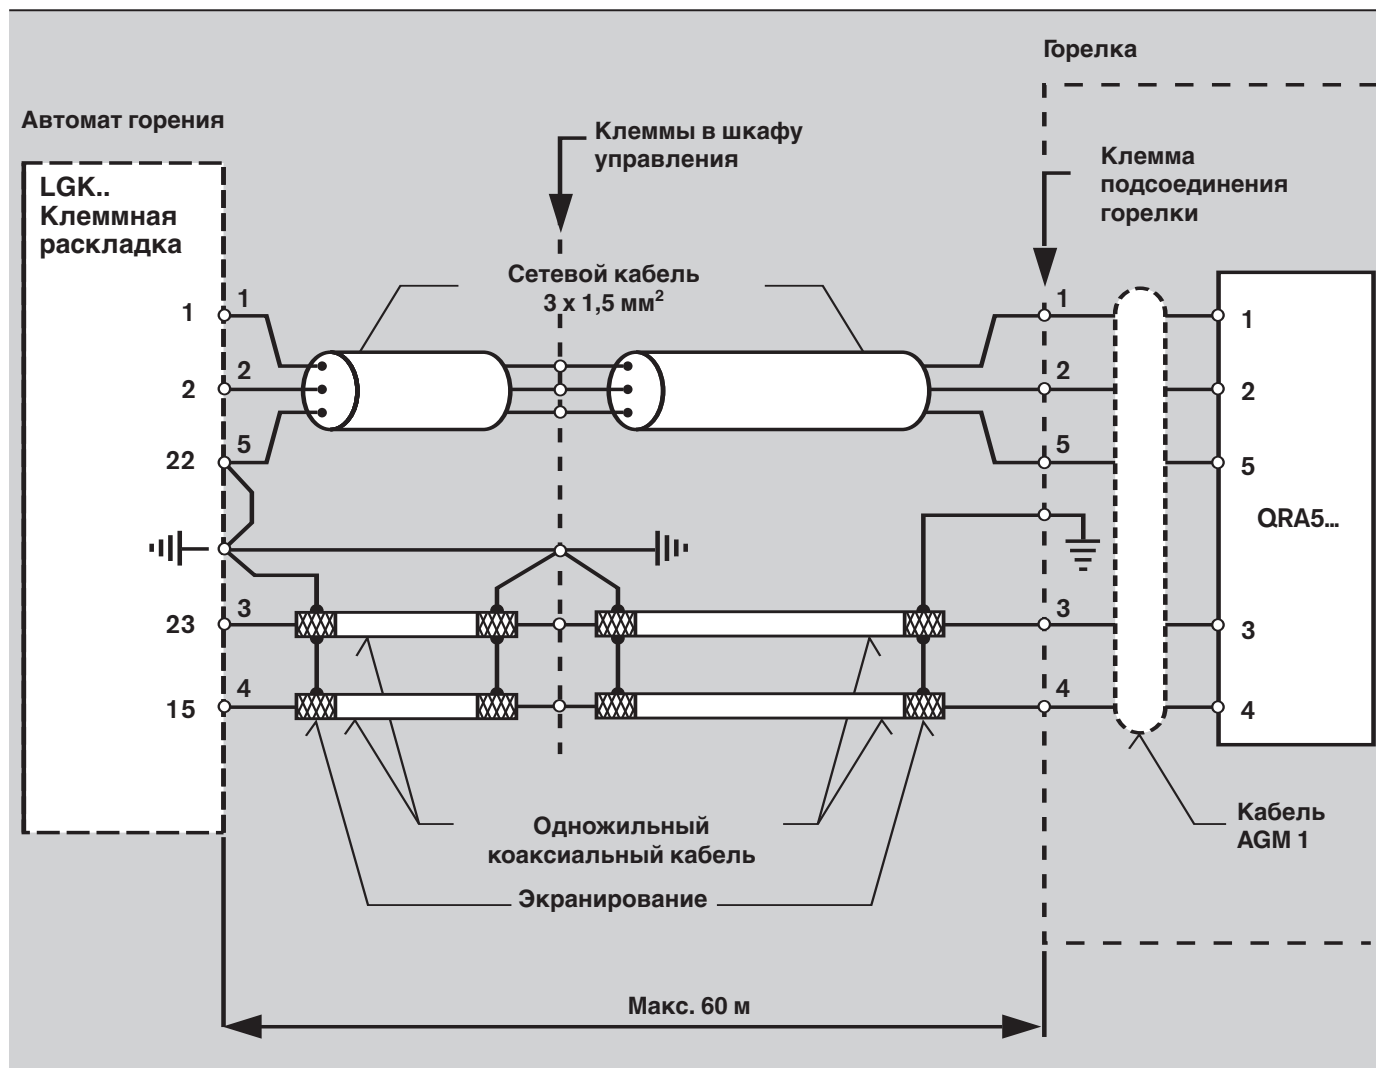 Горелка
Автомат горения
Клеммы в шкафу
управления
Клемма
подсоединения
горелки
LGK..
Клеммная
раскладка
Сетевой кабель
3 x 1,5 мм²
1
1
1
1
2
2
2
2
22
5
5
5
QRA5...
23
3
3
3
15
4
4
4
Одножильный
коаксиальный кабель
Экранирование
Кабель
AGM 1
Макс. 60 м